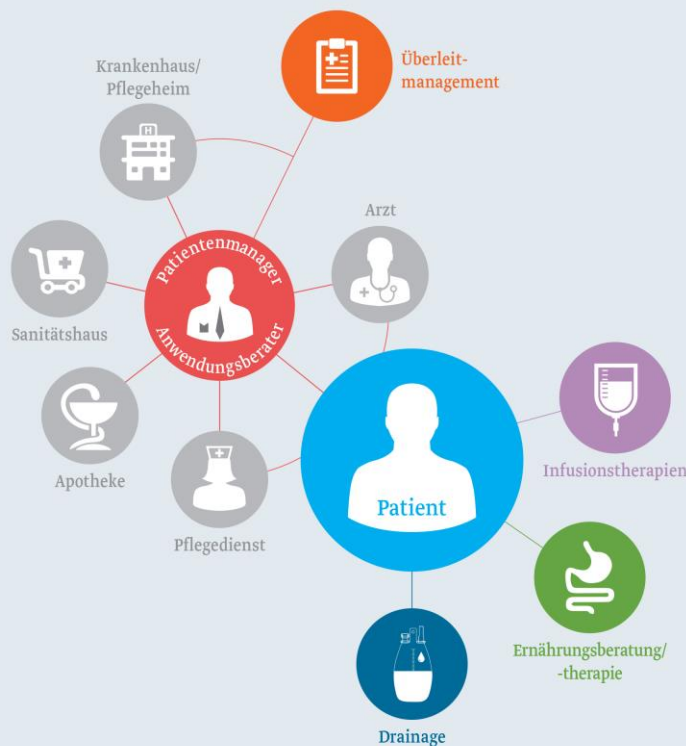 Krankenhaus/
Pflegeheim
H
Überleit-
management
Arzt
Patientenmanager
Anwendungsberater
Sanitätshaus
Apotheke
Pflegedienst
Patient
Infusionstherapien
Ernährungsberatung/
-therapie
Drainage